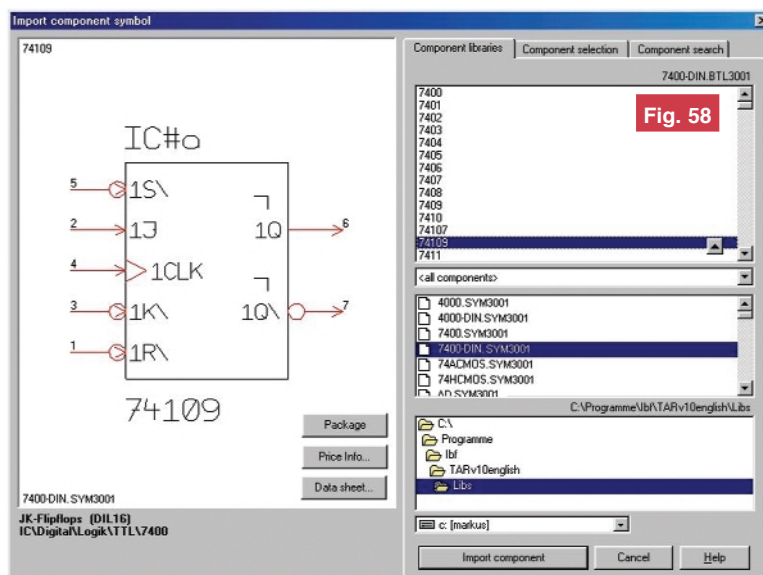 Import component symbol
74109
IC#a
5
1S\
2
1J
1Q
6
4
1CLK
3
1K\
1Q\
7
1
1R\
74109
Package
Price Info...
Data sheet...
7400-DIN.SYM3001
JK-Flipflops (DIL16)
IC\Digital\Logik\TTL\7400
Component libraries
Component selection
Component search
7400-DIN.BTL3001
7400
7401
7402
7403
7404
7405
7406
7407
7408
7409
7410
74107
74109
7411
Fig. 58
<all components>
4000.SYM3001
4000-DIN.SYM3001
7400.SYM3001
7400-DIN.SYM3001
74ACMOS.SYM3001
74HCMOS.SYM3001
AD.SYM3001
C:\Programme\Ibf\TARv10english\Libs
C:\
Programme
Ibf
TARv10english
Libs
c: [markus]
Import component
Cancel
Help